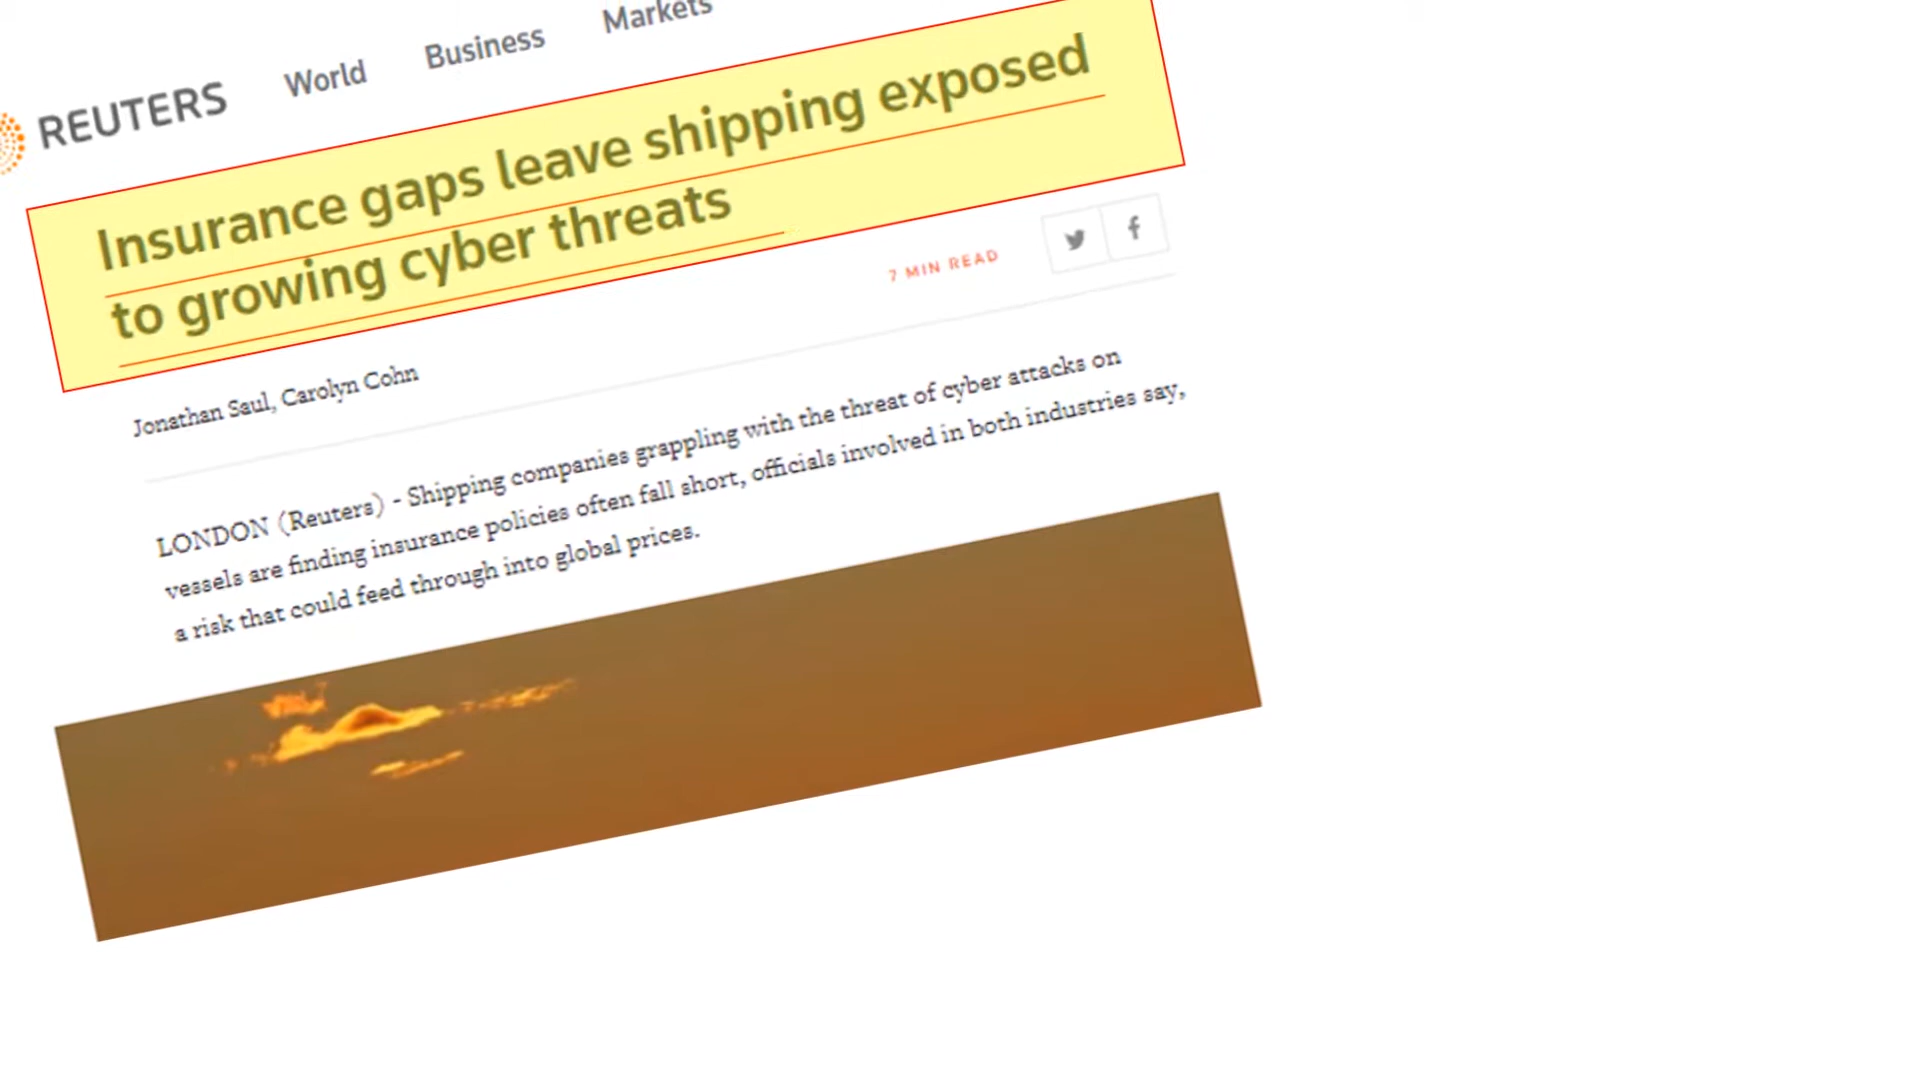 REUTERS World Business Markets
Insurance gaps leave shipping exposed
to growing cyber threats
7 MIN READ
Jonathan Saul, Carolyn Cohn
LONDON (Reuters) - Shipping companies grappling with the threat of cyber attacks on
vessels are finding insurance policies often fall short, officials involved in both industries say,
a risk that could feed through into global prices.